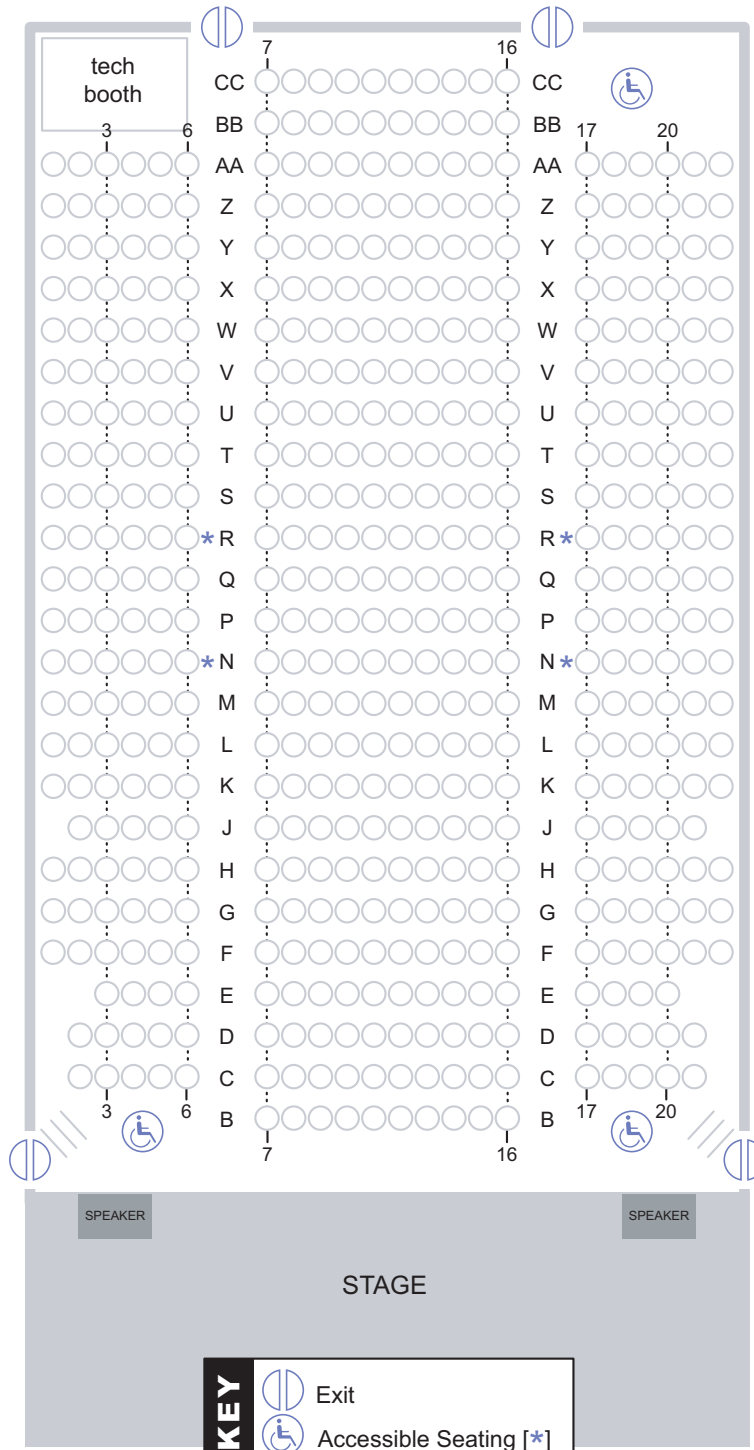 7 16
tech
booth
CC CC
BB BB
3 6 17 20
AA AA
Z Z
Y Y
X X
W W
V V
U U
T T
S S
* R R *
Q Q
P P
* N N *
M M
L L
K K
J J
H H
G G
F F
E E
D D
C C
3 6 17 20
B B
7 16
SPEAKER SPEAKER
STAGE
KEY
Exit
Accessible Seating [*]